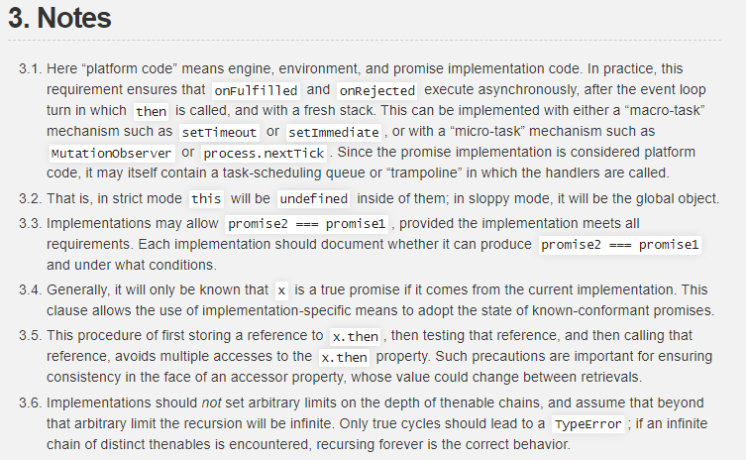 3. Notes
3.1. Here “platform code” means engine, environment, and promise implementation code. In practice, this
requirement ensures that onFulfilled and onRejected execute asynchronously, after the event loop
turn in which then is called, and with a fresh stack. This can be implemented with either a “macro-task”
mechanism such as setTimeout or setImmediate, or with a “micro-task” mechanism such as
MutationObserver or process.nextTick. Since the promise implementation is considered platform
code, it may itself contain a task-scheduling queue or “trampoline” in which the handlers are called.
3.2. That is, in strict mode this will be undefined inside of them; in sloppy mode, it will be the global object.
3.3. Implementations may allow promise2 === promise1, provided the implementation meets all
requirements. Each implementation should document whether it can produce promise2 === promise1
and under what conditions.
3.4. Generally, it will only be known that x is a true promise if it comes from the current implementation. This
clause allows the use of implementation-specific means to adopt the state of known-conformant promises.
3.5. This procedure of first storing a reference to x.then, then testing that reference, and then calling that
reference, avoids multiple accesses to the x.then property. Such precautions are important for ensuring
consistency in the face of an accessor property, whose value could change between retrievals.
3.6. Implementations should not set arbitrary limits on the depth of thenable chains, and assume that beyond
that arbitrary limit the recursion will be infinite. Only true cycles should lead to a TypeError; if an infinite
chain of distinct thenables is encountered, recursing forever is the correct behavior.